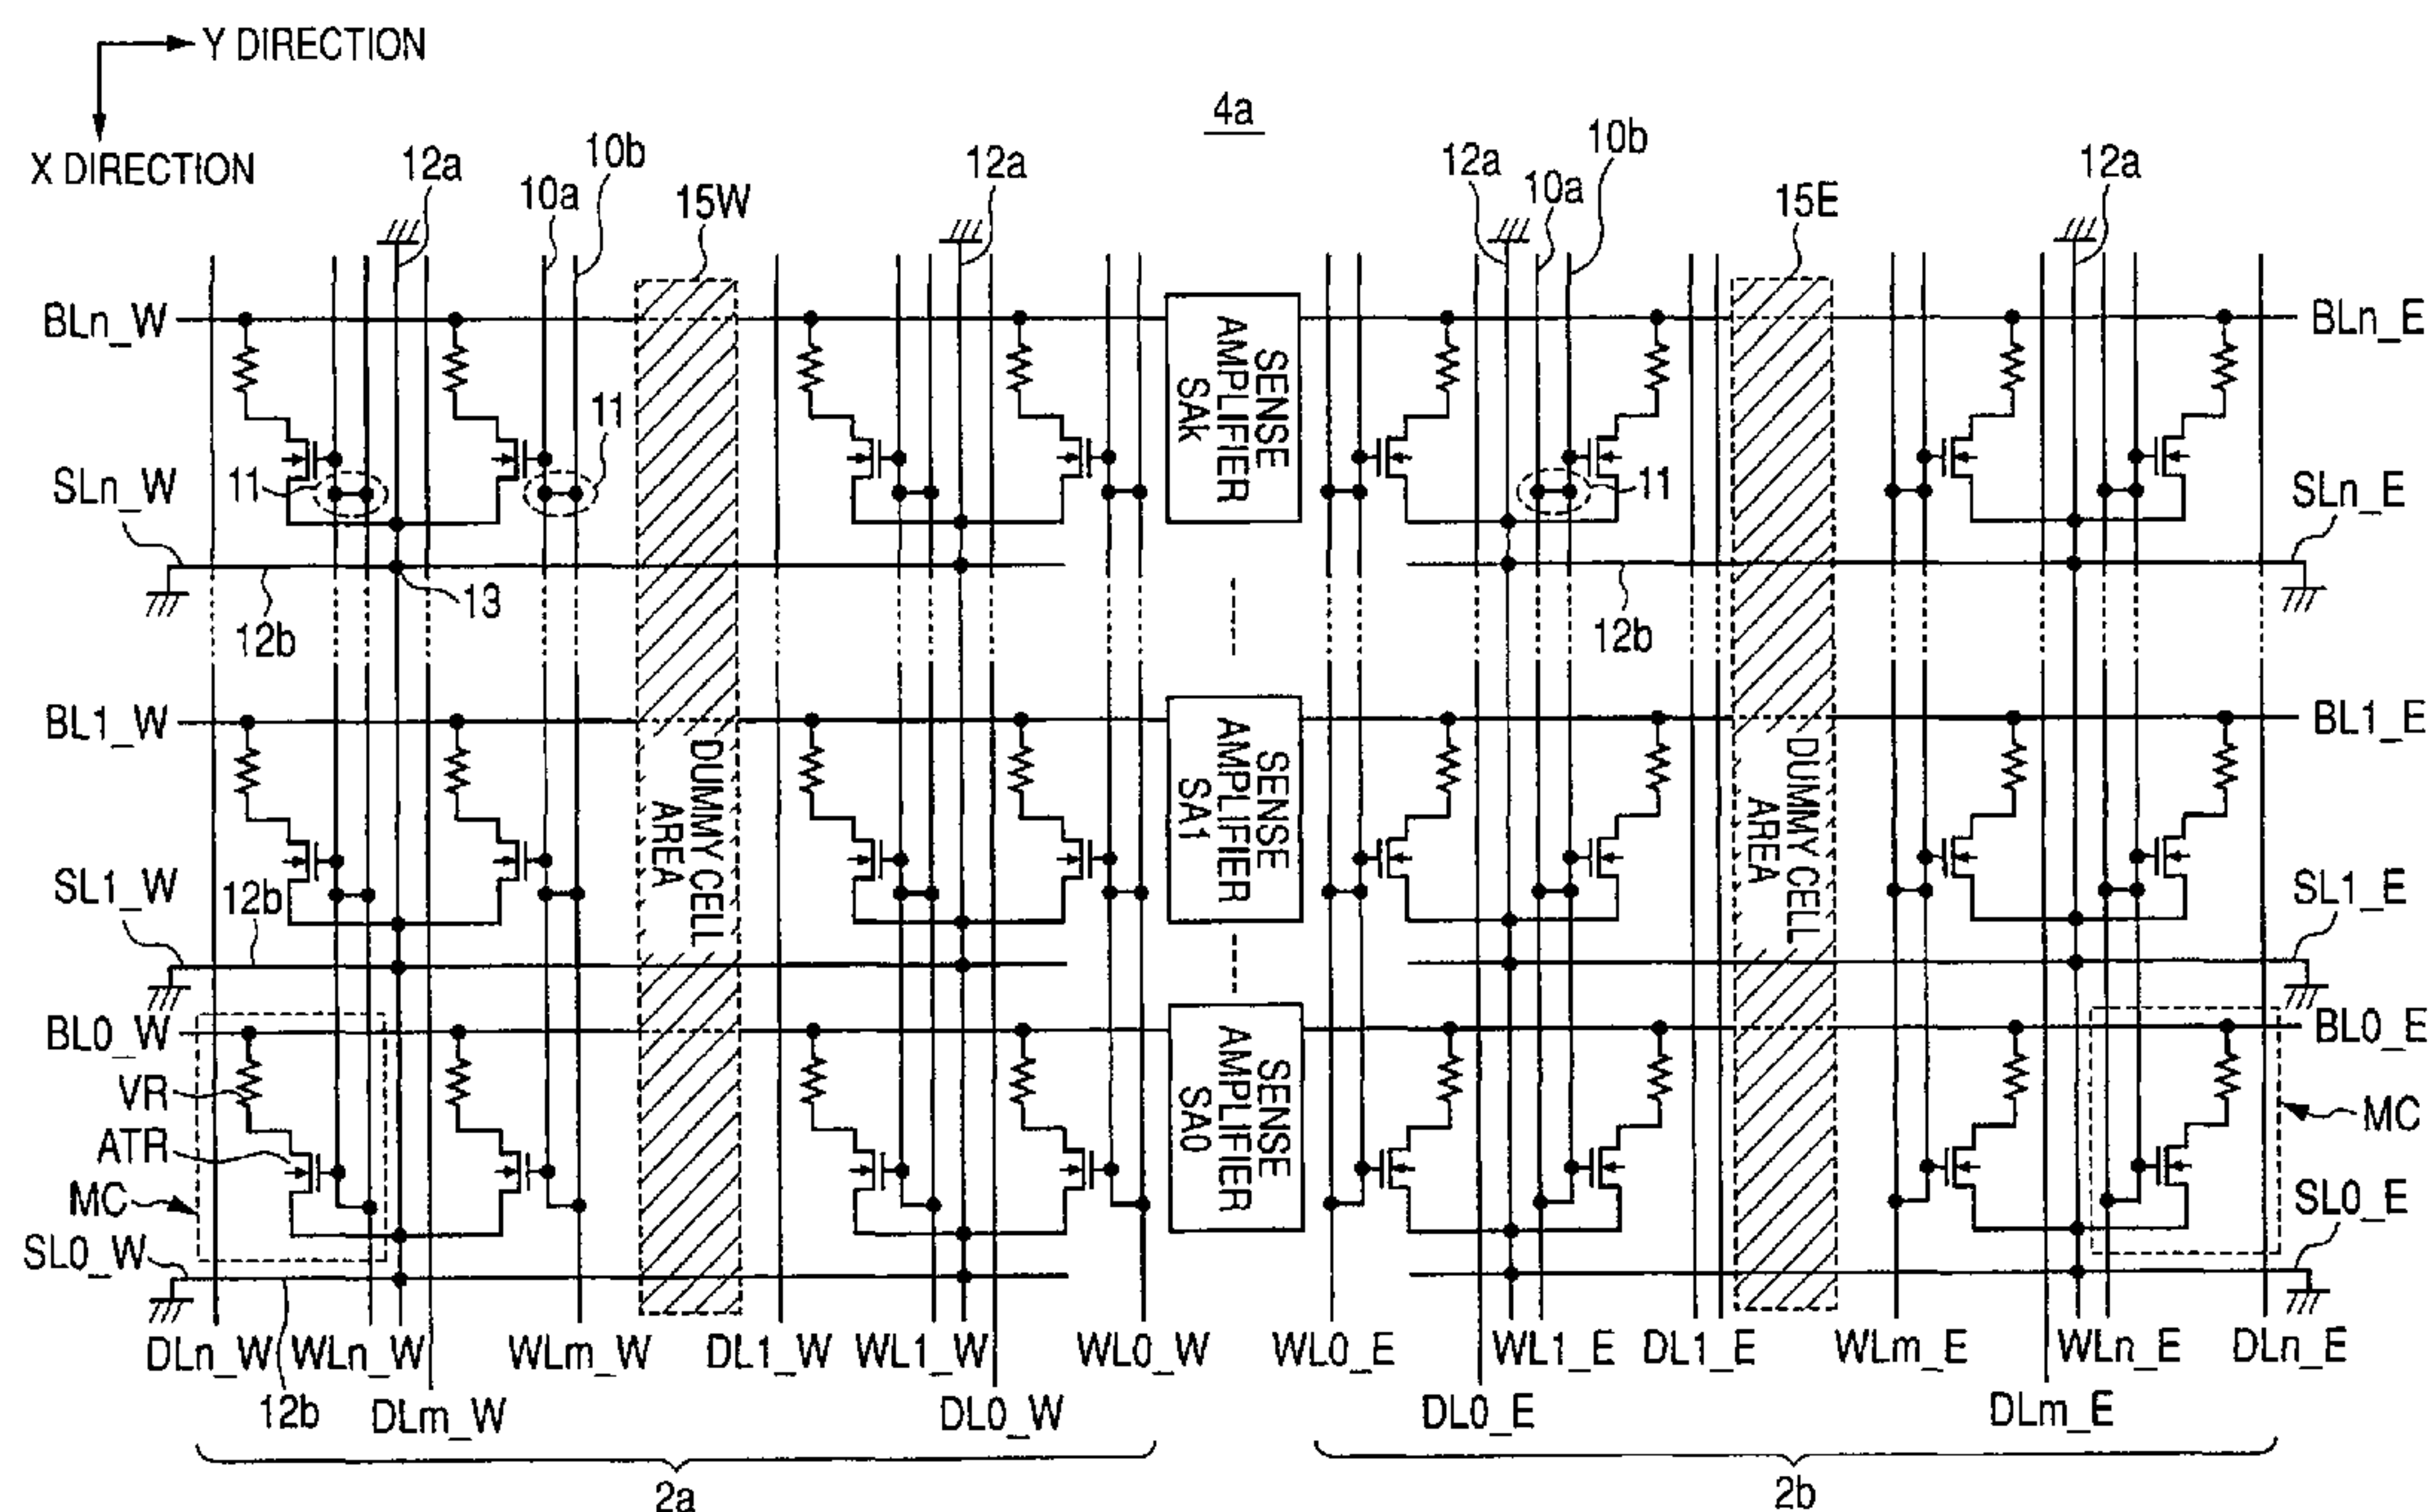 Y DIRECTION
4a
X DIRECTION
12a
10a
10b
15W
12a
12a
10a
10b
15E
12a
BLn_W
BLn_E
SENSE
AMPLIFIER
SAk
11
11
11
SLn_W
SLn_E
13
12b
12b
BL1_W
BL1_E
SENSE
AMPLIFIER
SA1
DUMMY CELL
AREA
DUMMY CELL
AREA
SL1_W
12b
SL1_E
BL0_W
BL0_E
SENSE
AMPLIFIER
SA0
VR
ATR
MC
MC
SL0_W
SL0_E
DLn_W WLn_W WLm_W DL1_W WL1_W WL0_W WL0_E WL1_E DL1_E WLm_E WLn_E DLn_E
12b DLm_W DL0_W DL0_E DLm_E
2a
2b